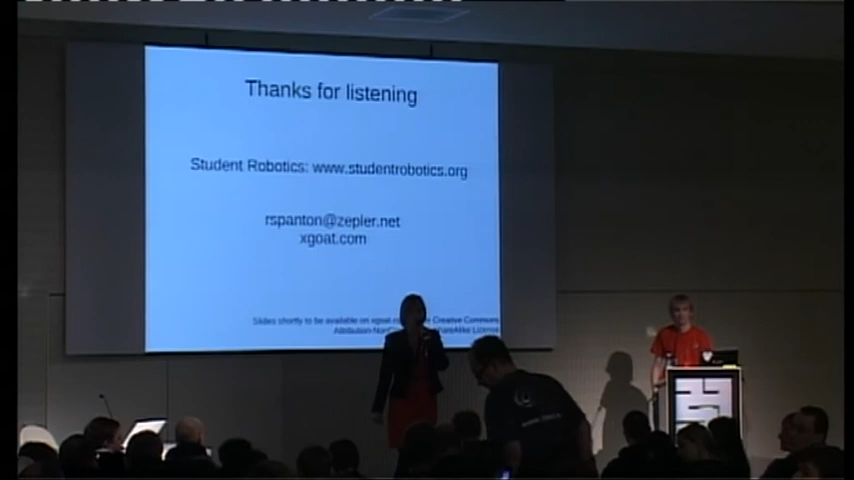 Thanks for listening
Student Robotics: www.studentrobotics.org
rspanton@zepler.net
xgoat.com
Slides shortly to be available on xgoat. Creative Commons
Attribution- ShareAlike License